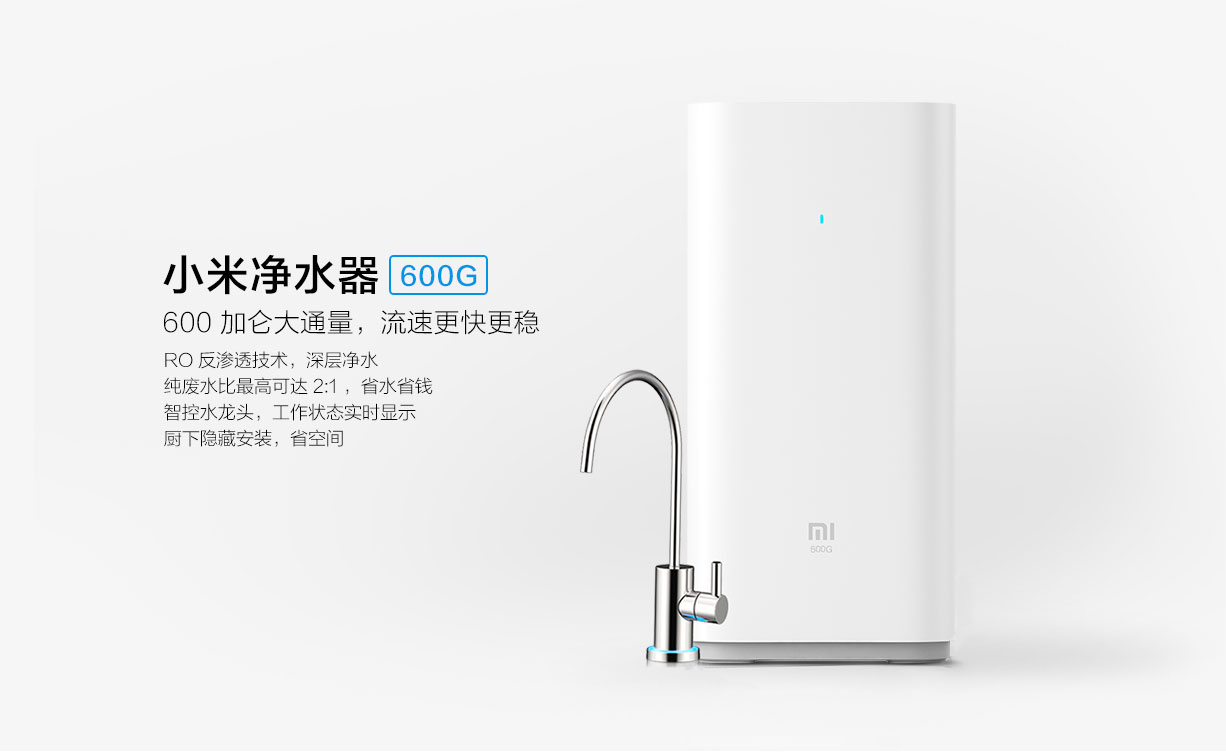 小米净水器 600G
600 加仑大通量，流速更快更稳
RO 反渗透技术，深层净水
纯废水比最高可达 2:1 ，省水省钱
智控水龙头，工作状态实时显示
厨下隐藏安装，省空间
mi
600G